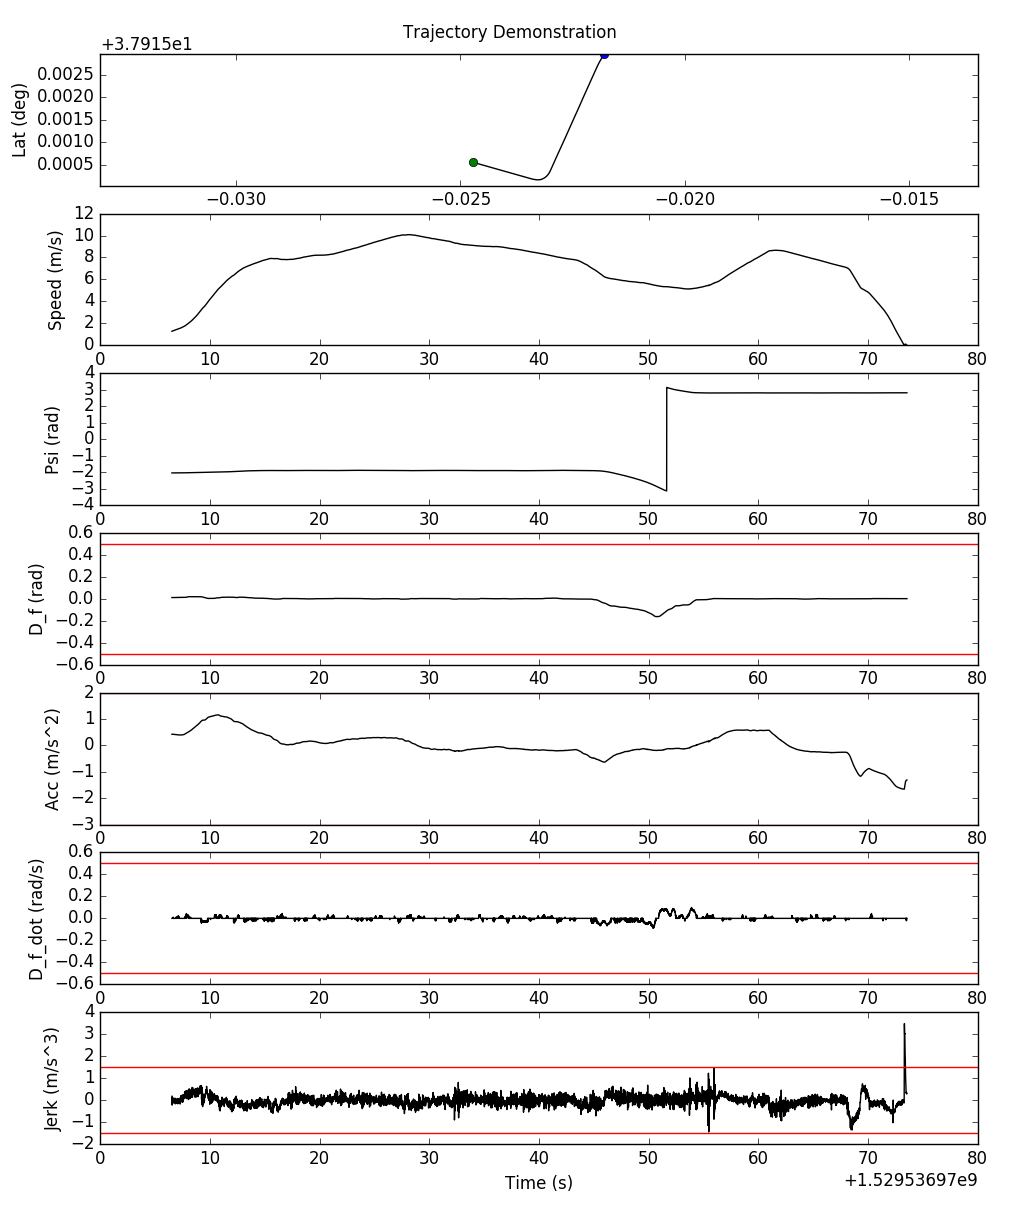 Trajectory Demonstration
+3.7915e1
Lat (deg)
0.0025
0.0020
0.0015
0.0010
0.0005
−0.030 −0.025 −0.020 −0.015
Speed (m/s)
12
10
8
6
4
2
0
0 10 20 30 40 50 60 70 80
Psi (rad)
4
3
2
1
0
−1
−2
−3
−4
0 10 20 30 40 50 60 70 80
D_f (rad)
0.6
0.4
0.2
0.0
−0.2
−0.4
−0.6
0 10 20 30 40 50 60 70 80
Acc (m/s^2)
2
1
0
−1
−2
−3
0 10 20 30 40 50 60 70 80
D_f_dot (rad/s)
0.6
0.4
0.2
0.0
−0.2
−0.4
−0.6
0 10 20 30 40 50 60 70 80
Jerk (m/s^3)
4
3
2
1
0
−1
−2
0 10 20 30 40 50 60 70 80
Time (s)
+1.52953697e9